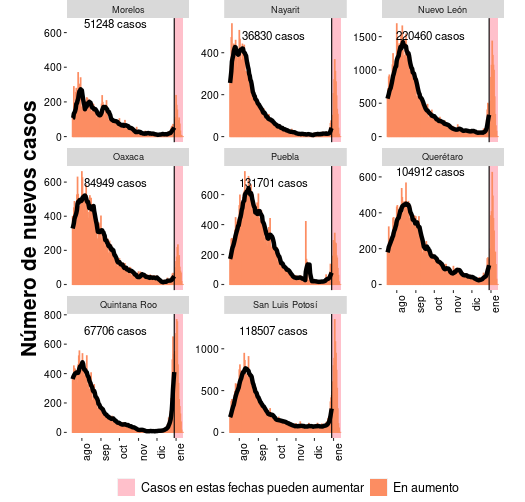 Número de nuevos casos
Morelos
51248 casos
600
400
200
0
Nayarit
36830 casos
400
200
0
Nuevo León
220460 casos
1500
1000
500
0
Oaxaca
84949 casos
600
400
200
0
Puebla
131701 casos
600
400
200
0
Querétaro
104912 casos
600
400
200
0
ago sep oct nov dic ene
Quintana Roo
67706 casos
800
600
400
200
0
ago sep oct nov dic ene
San Luis Potosí
118507 casos
1000
500
0
ago sep oct nov dic ene
Casos en estas fechas pueden aumentar
En aumento